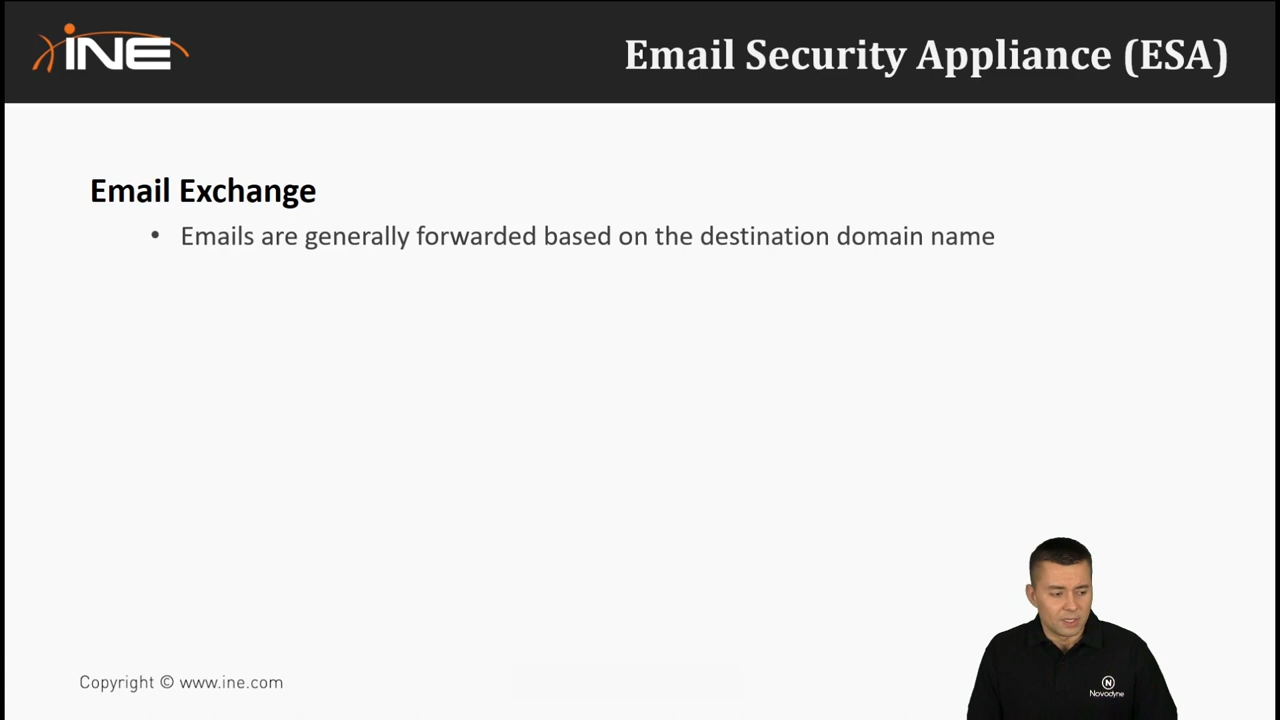 iNE
Email Security Appliance (ESA)
Email Exchange
• Emails are generally forwarded based on the destination domain name
Copyright © www.ine.com
N
Novodyne